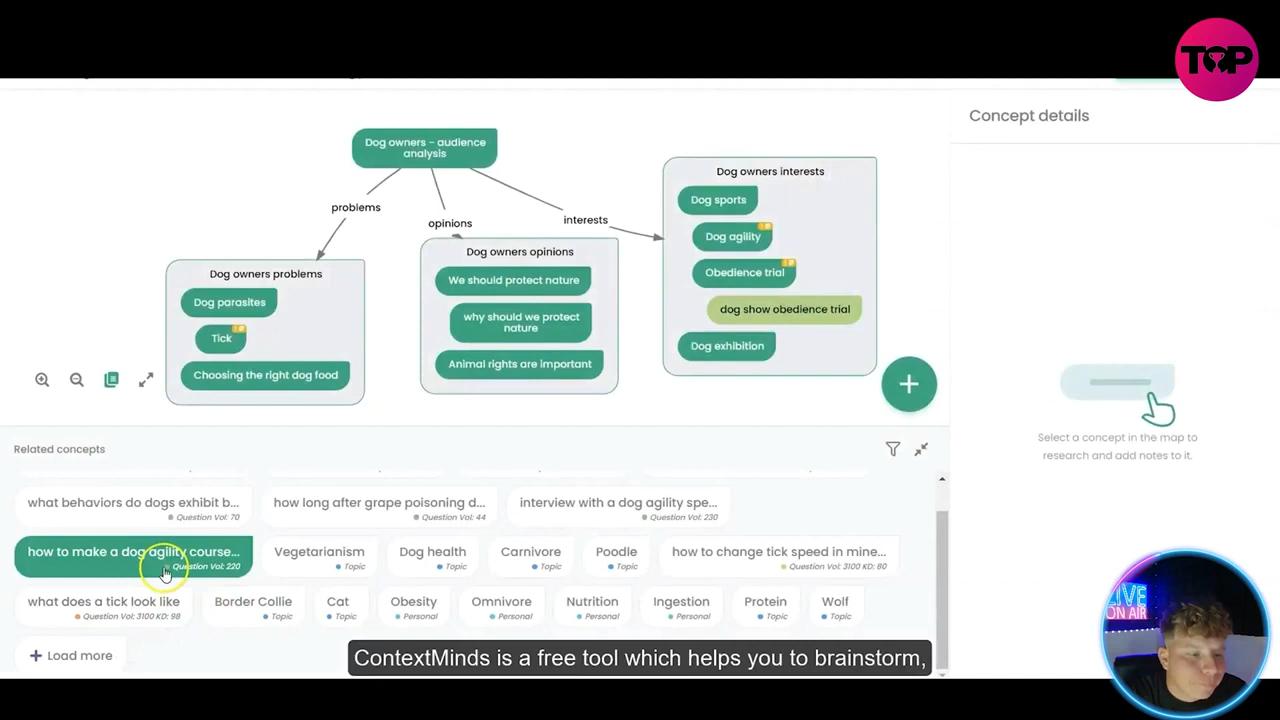 TOP
Concept details
Dog owners - audience
analysis
problems
opinions
interests
Dog owners problems
Dog parasites
Tick
Choosing the right dog food
Dog owners opinions
We should protect nature
why should we protect
nature
Animal rights are important
Dog owners interests
Dog sports
Dog agility
Obedience trial
dog show obedience trial
Dog exhibition
Select a concept in the map to
research and add notes to it.
Related concepts
what behaviors do dogs exhibit b...
Question Vol: 70
how long after grape poisoning d...
Question Vol: 44
interview with a dog agility spe...
Question Vol: 230
how to make a dog agility course...
Question Vol: 220
Vegetarianism
Topic
Dog health
Topic
Carnivore
Topic
Poodle
Topic
how to change tick speed in mine...
Question Vol: 3100 KD: 80
what does a tick look like
Question Vol: 3100 KD: 98
Border Collie
Topic
Cat
Topic
Obesity
Personal
Omnivore
Personal
Nutrition
Personal
Ingestion
Personal
Protein
Topic
Wolf
Topic
+ Load more
ContextMinds is a free tool which helps you to brainstorm,
LIVE
ON AIR